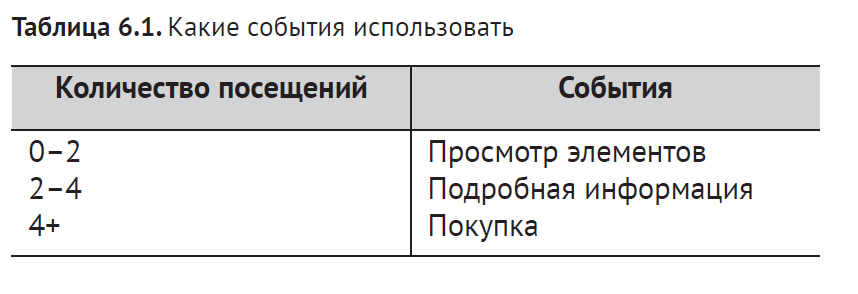 Таблица 6.1. Какие события использовать
Количество посещений События
0–2 Просмотр элементов
2–4 Подробная информация
4+ Покупка